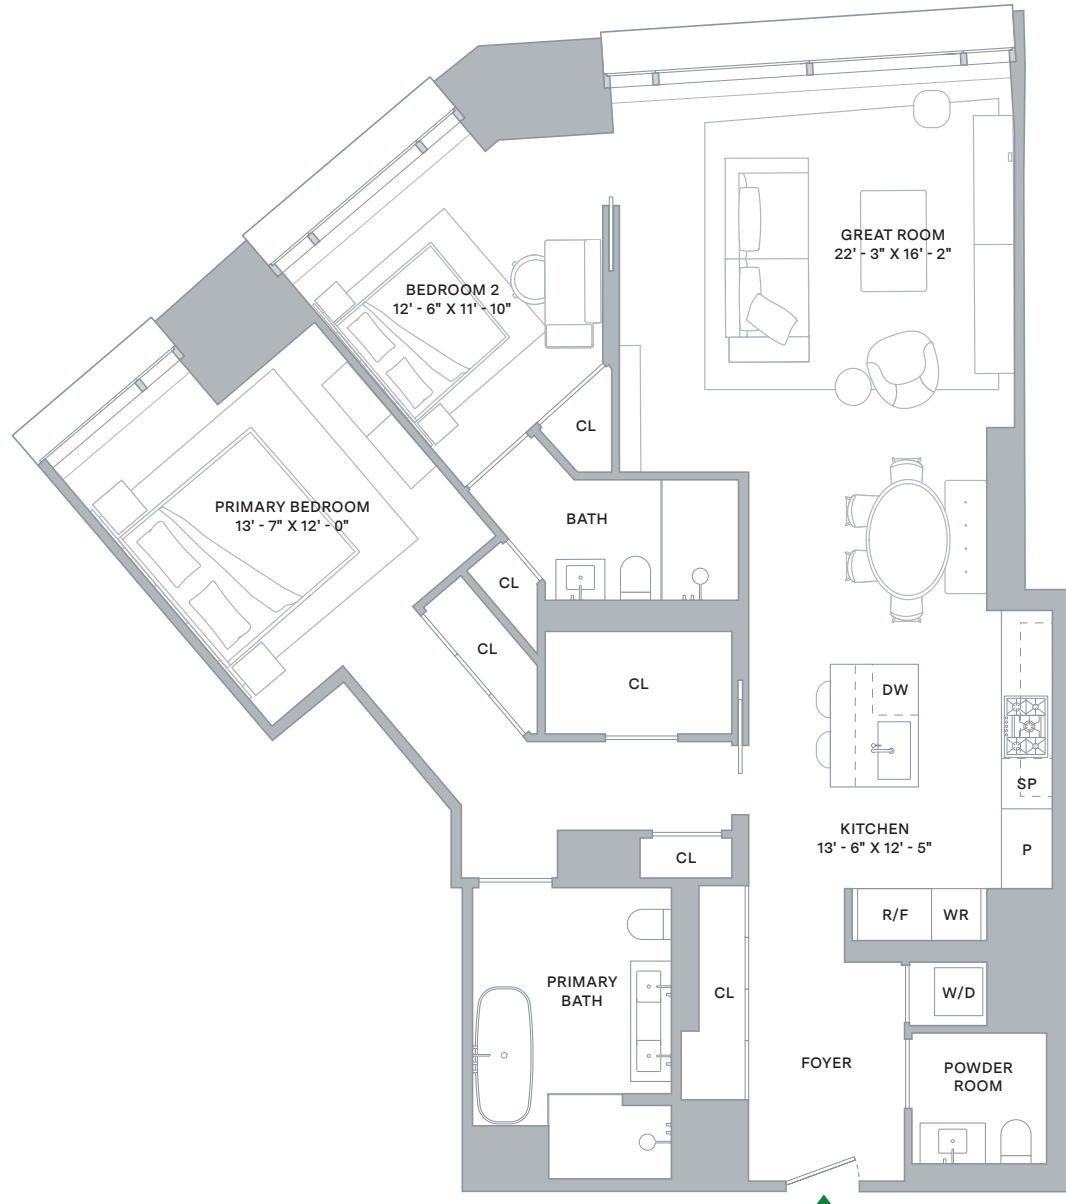 GREAT ROOM
22' - 3" X 16' - 2"
BEDROOM 2
12' - 6" X 11' - 10"
CL
PRIMARY BEDROOM
13' - 7" X 12' - 0"
BATH
CL
CL
CL
DW
SP
KITCHEN
13' - 6" X 12' - 5"
P
CL
R/F
WR
PRIMARY
BATH
CL
W/D
FOYER
POWDER
ROOM